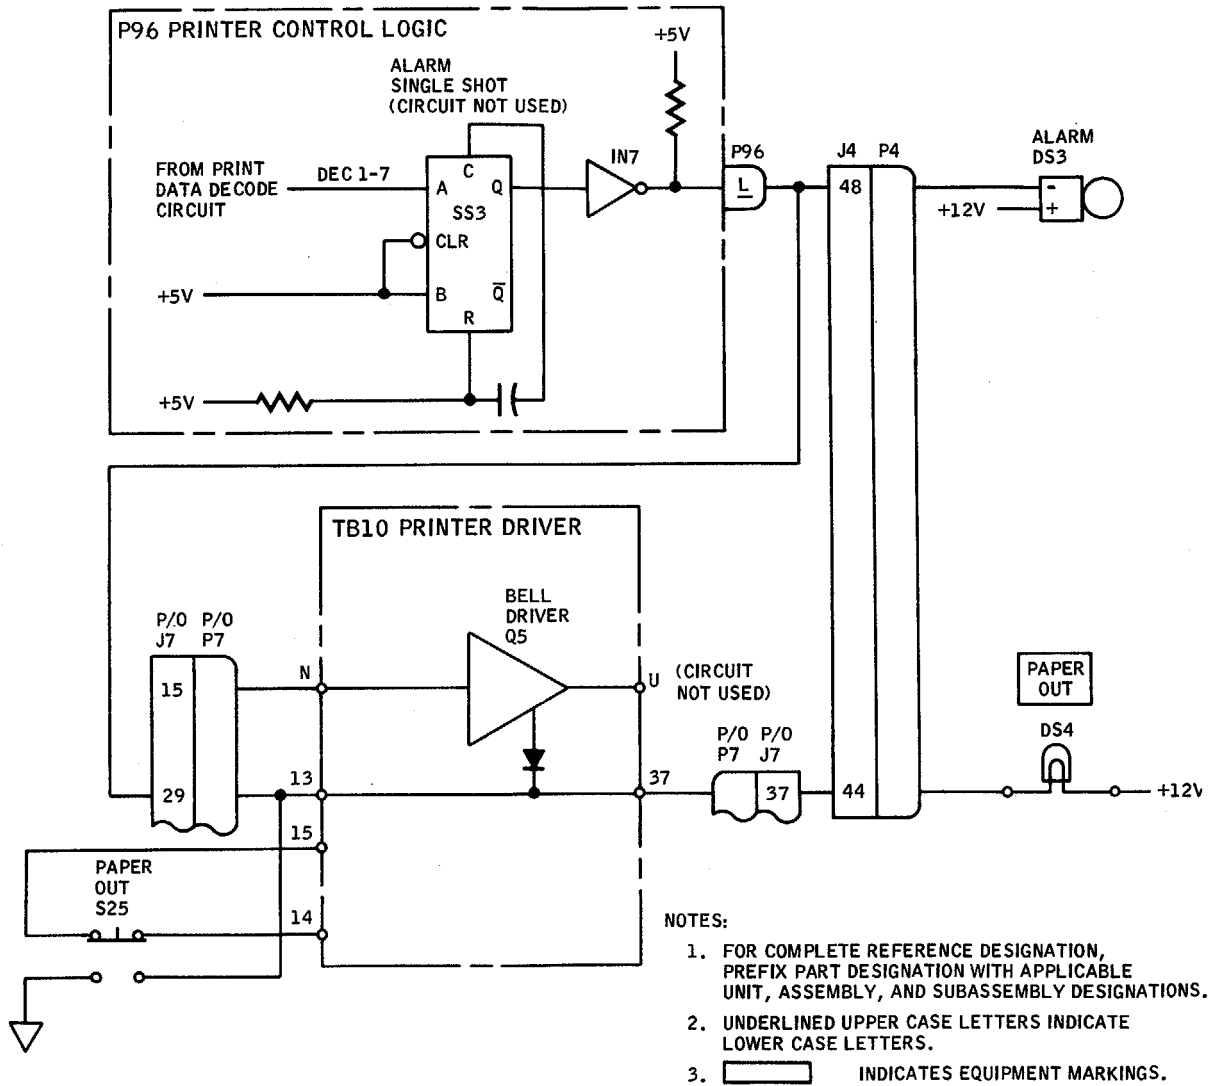 P96 PRINTER CONTROL LOGIC
+5V
ALARM
SINGLE SHOT
(CIRCUIT NOT USED)
FROM PRINT
DATA DECODE
CIRCUIT
DEC 1-7
C
A
Q
SS3
CLR
B
Q̅
R
+5V
+5V
IN7
P96
L
J4 P4
48
ALARM
DS3
-
+
+12V
TB10 PRINTER DRIVER
BELL
DRIVER
Q5
P/O P/O
J7 P7
15
29
N
U
(CIRCUIT
NOT USED)
13
37
P/O P/O
P7 J7
37
44
PAPER
OUT
DS4
+12V
15
14
PAPER
OUT
S25
NOTES:
1. FOR COMPLETE REFERENCE DESIGNATION,
PREFIX PART DESIGNATION WITH APPLICABLE
UNIT, ASSEMBLY, AND SUBASSEMBLY DESIGNATIONS.
2. UNDERLINED UPPER CASE LETTERS INDICATE
LOWER CASE LETTERS.
3. INDICATES EQUIPMENT MARKINGS.